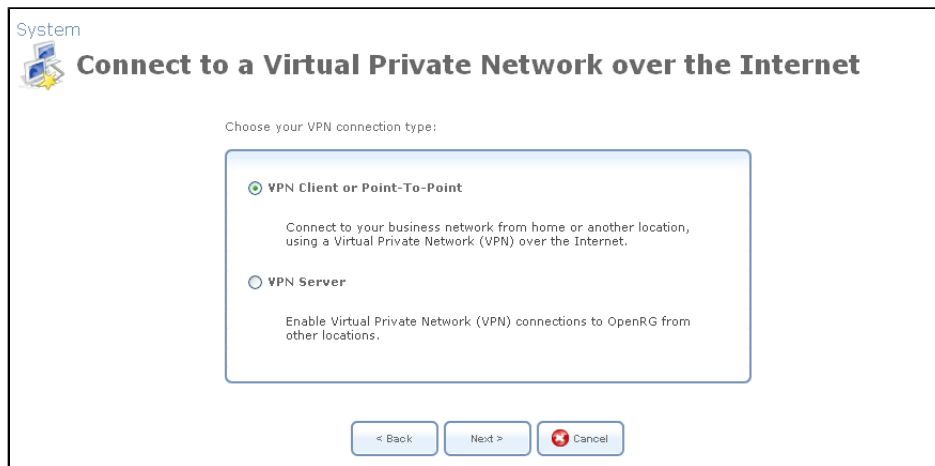 System
Connect to a Virtual Private Network over the Internet
Choose your VPN connection type:
VPN Client or Point-To-Point
Connect to your business network from home or another location,
using a Virtual Private Network (VPN) over the Internet.
VPN Server
Enable Virtual Private Network (VPN) connections to OpenRG from
other locations.
< Back Next > Cancel